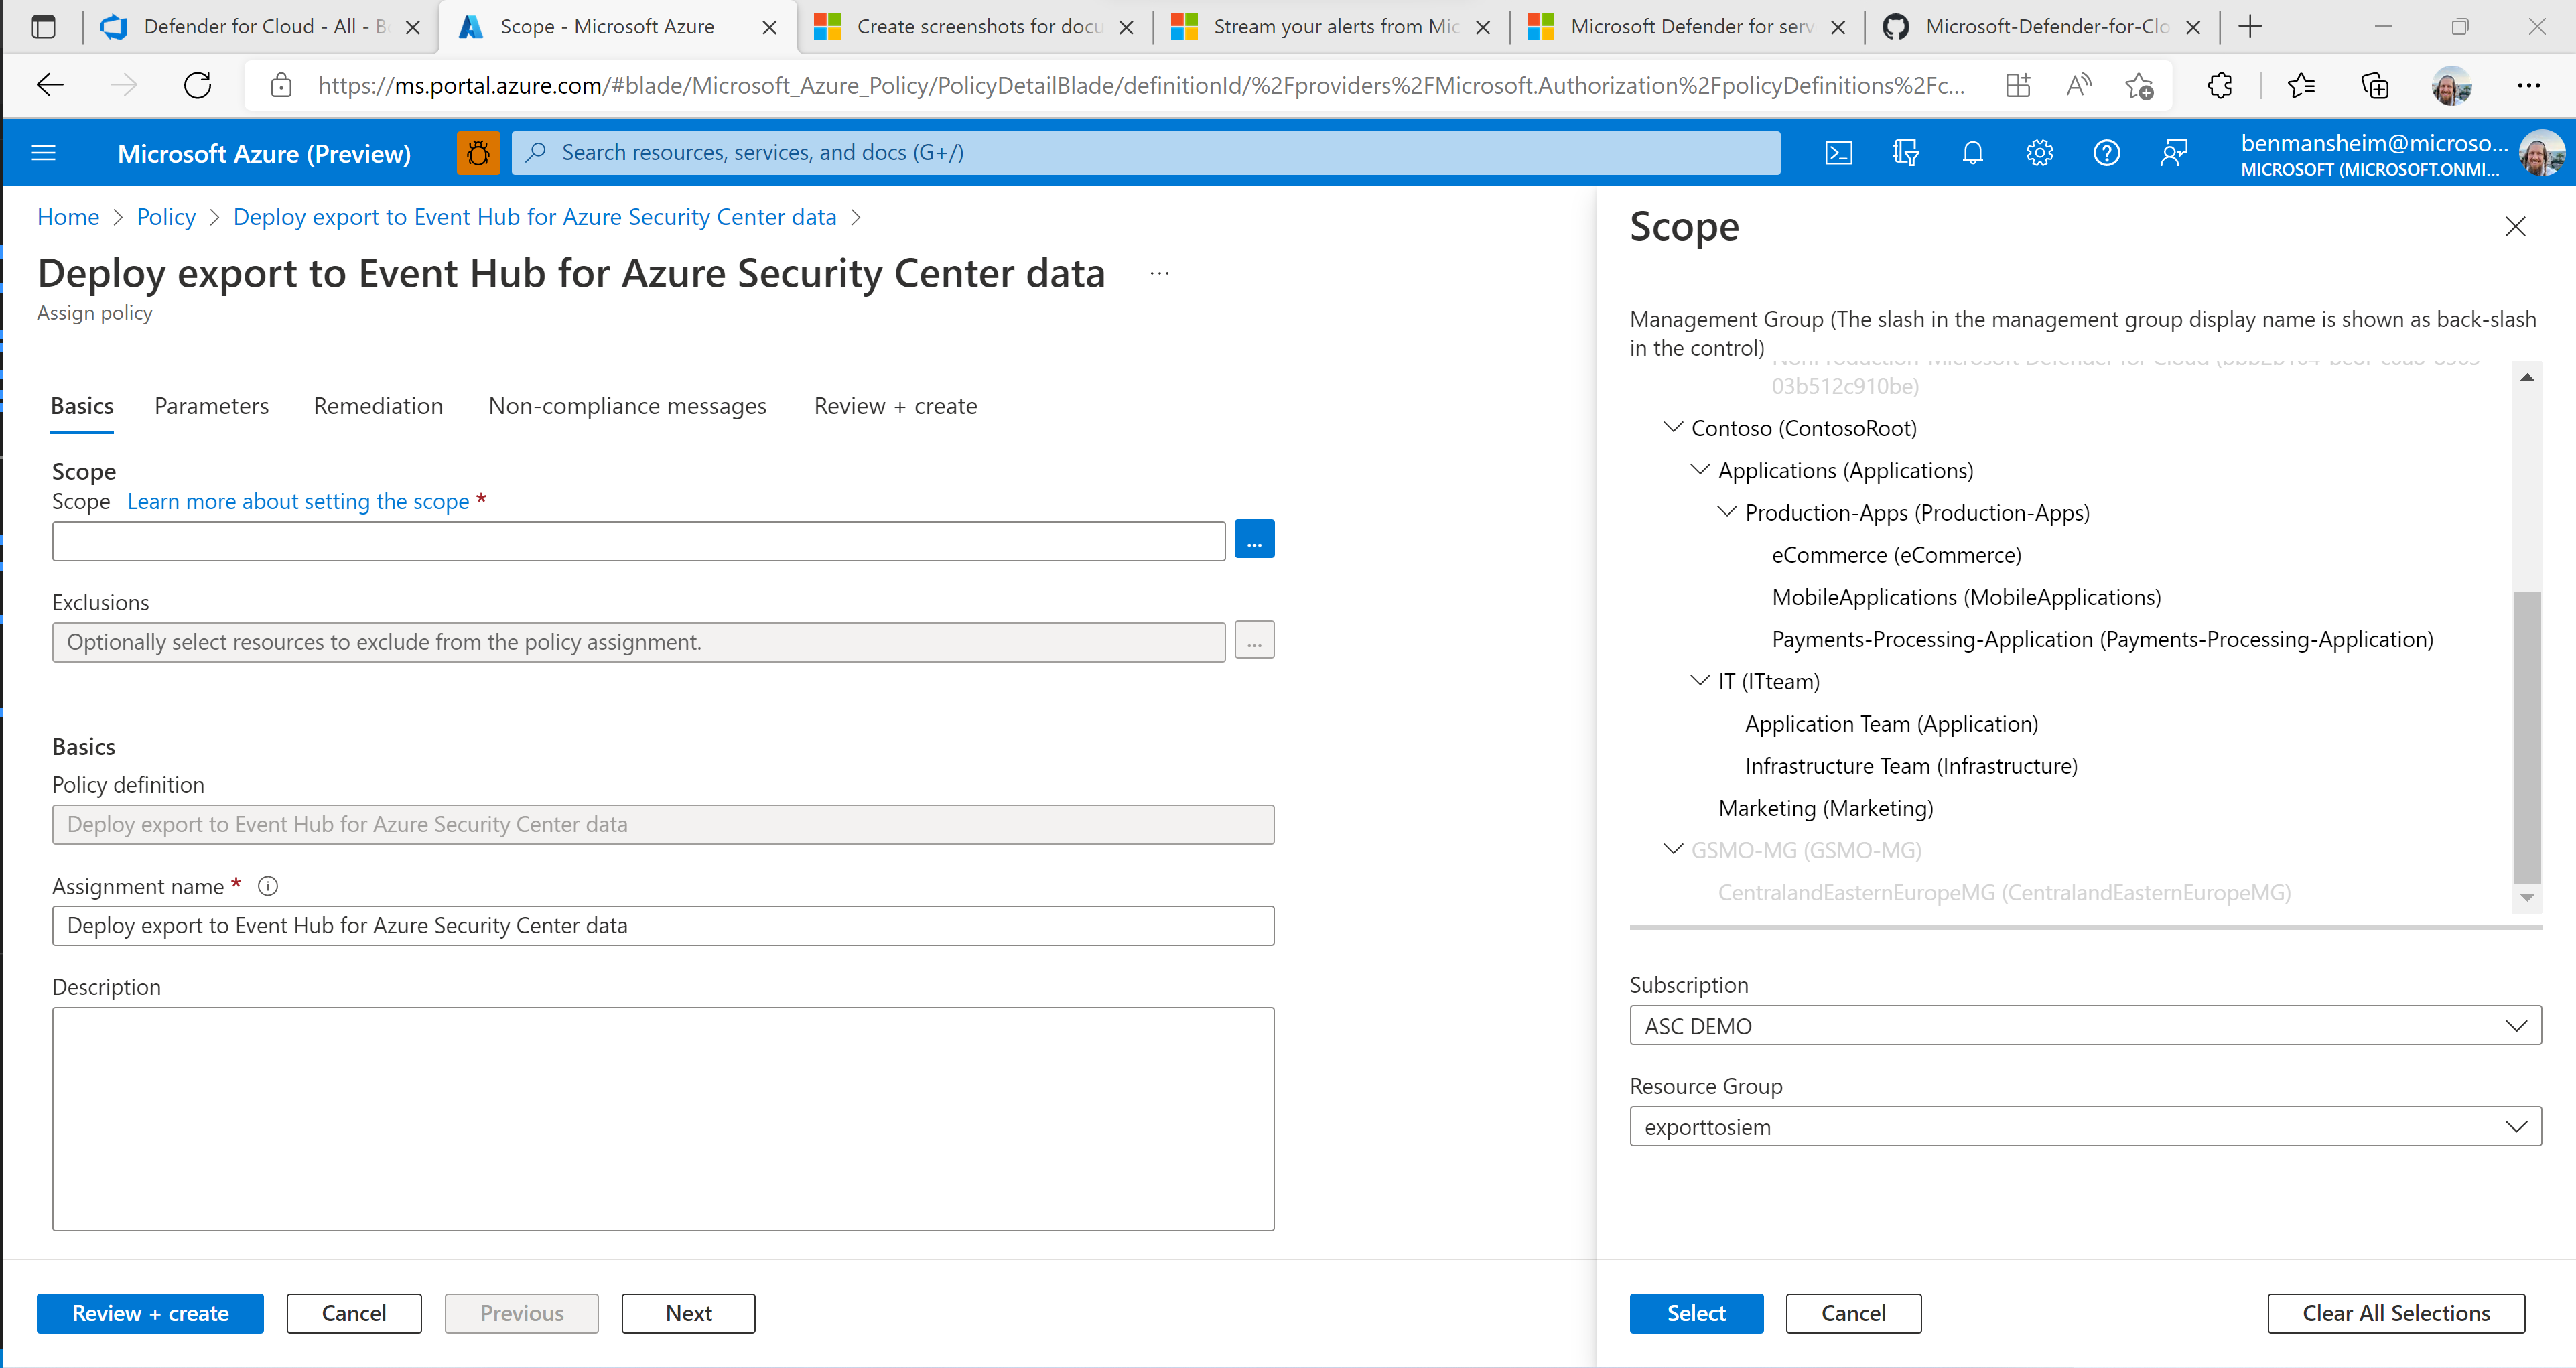 Defender for Cloud - All - B
Scope - Microsoft Azure
Create screenshots for docu
Stream your alerts from Mic
Microsoft Defender for serv
Microsoft-Defender-for-Clo
https://ms.portal.azure.com/#blade/Microsoft_Azure_Policy/PolicyDetailBlade/definitionId/%2Fproviders%2FMicrosoft.Authorization%2FpolicyDefinitions%2Fc...
Microsoft Azure (Preview)
Search resources, services, and docs (G+/)
benmansheim@microso...
MICROSOFT (MICROSOFT.ONMI...
Home > Policy > Deploy export to Event Hub for Azure Security Center data >
Deploy export to Event Hub for Azure Security Center data ...
Assign policy
Basics Parameters Remediation Non-compliance messages Review + create
Scope
Scope Learn more about setting the scope *
...
Exclusions
Optionally select resources to exclude from the policy assignment.
...
Basics
Policy definition
Deploy export to Event Hub for Azure Security Center data
Assignment name *
Deploy export to Event Hub for Azure Security Center data
Description
Review + create Cancel Previous Next
Scope
Management Group (The slash in the management group display name is shown as back-slash
in the control)
NonProduction-Microsoft Defender for Cloud
03b512c910be)
Contoso (ContosoRoot)
Applications (Applications)
Production-Apps (Production-Apps)
eCommerce (eCommerce)
MobileApplications (MobileApplications)
Payments-Processing-Application (Payments-Processing-Application)
IT (ITteam)
Application Team (Application)
Infrastructure Team (Infrastructure)
Marketing (Marketing)
GSMO-MG (GSMO-MG)
CentralandEasternEuropeMG (CentralandEasternEuropeMG)
Subscription
ASC DEMO
Resource Group
exporttosiem
Select Cancel Clear All Selections